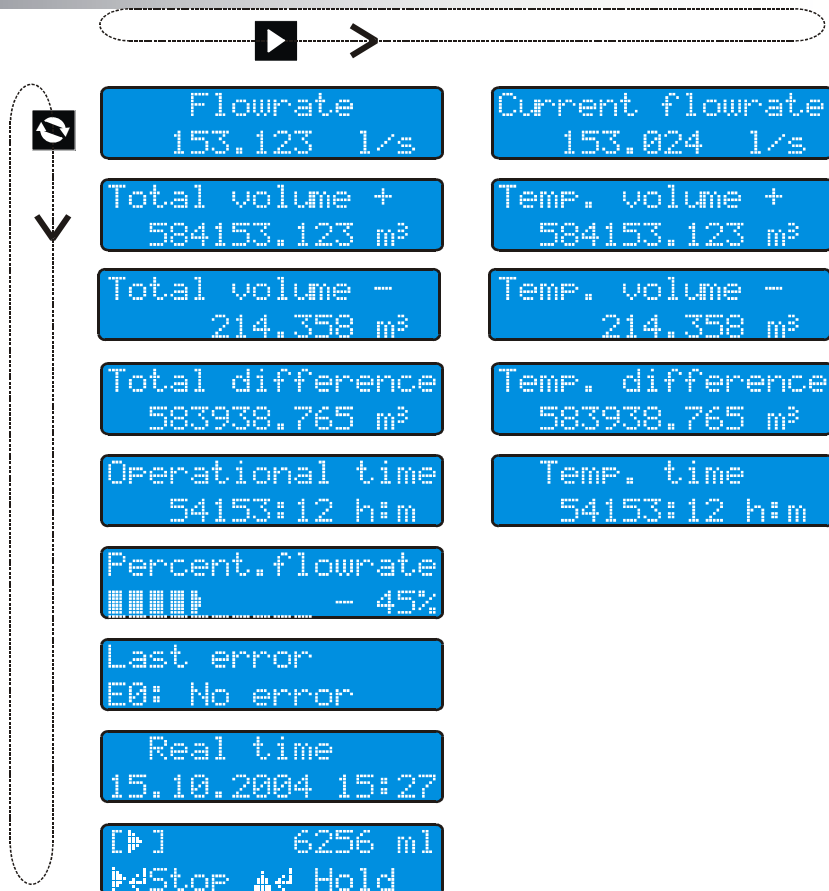 Flowrate
153.123 l/s
Current flowrate
153.024 l/s
Total volume +
584153.123 m³
Temp. volume +
584153.123 m³
Total volume -
214.358 m³
Temp. volume -
214.358 m³
Total difference
583938.765 m³
Temp. difference
583938.765 m³
Operational time
54153:12 h:m
Temp. time
54153:12 h:m
Percent.flowrate
- 45%
Last error
E0: No error
Real time
15.10.2004 15:27
[ ] 6256 ml
Stop Hold